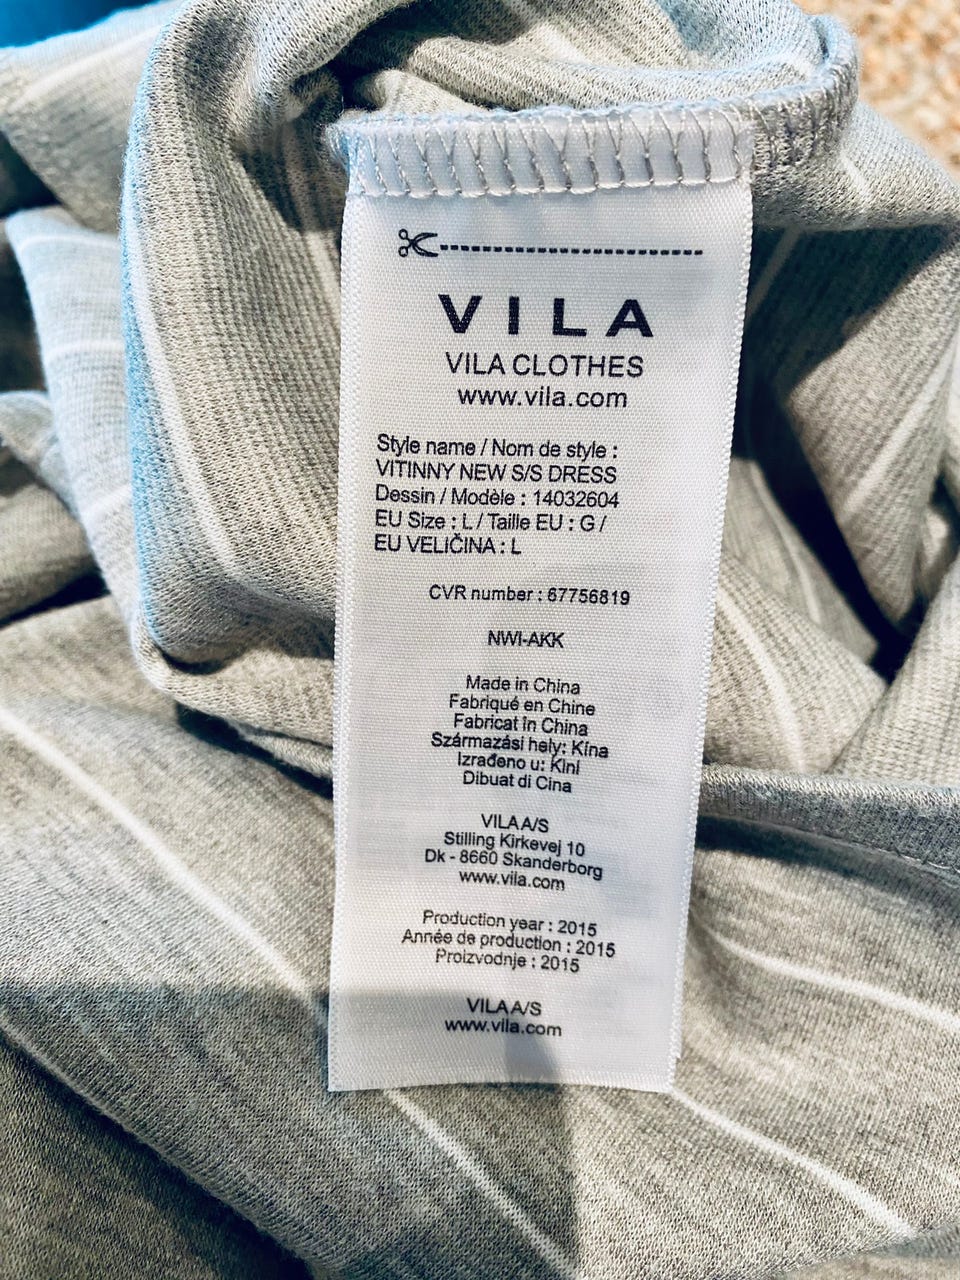 VILA
VILA CLOTHES
www.vila.com
Style name / Nom de style :
VITINNY NEW S/S DRESS
Dessin / Modèle : 14032604
EU Size : L / Taille EU : G /
EU VELIČINA : L
CVR number : 67756819
NWI-AKK
Made in China
Fabriqué en Chine
Fabricat în China
Származási hely: Kína
Izrađeno u: Kini
Dibuat di Cina
VILA A/S
Stilling Kirkevej 10
Dk - 8660 Skanderborg
www.vila.com
Production year : 2015
Année de production : 2015
Proizvodnje : 2015
VILA A/S
www.vila.com